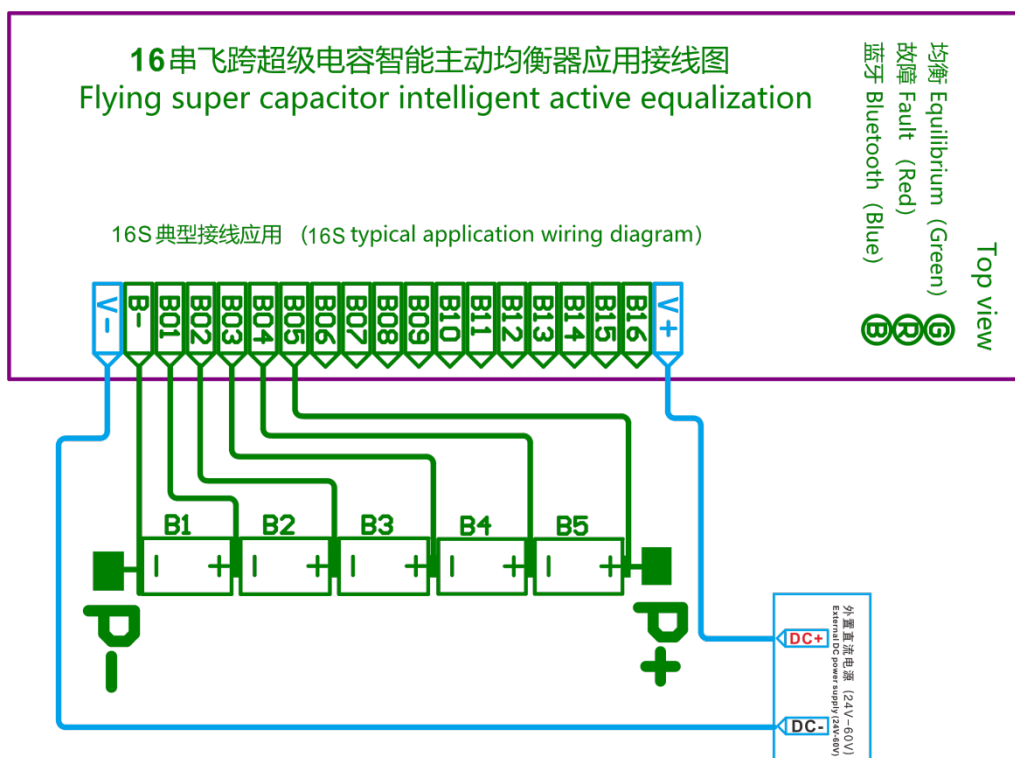 16串飞跨超级电容智能主动均衡器应用接线图
Flying super capacitor intelligent active equalization
均衡 Equilibrium（Green）
故障 Fault （Red）
蓝牙 Bluetooth（Blue）
Top view
G
R
B
16S典型接线应用 （16S typical application wiring diagram）
V-
B-
B01
B02
B03
B04
B05
B06
B07
B08
B09
B10
B11
B12
B13
B14
B15
B16
V+
B1
B2
B3
B4
B5
- +
- +
- +
- +
- +
P-
P+
外置直流电源（24V-60V）
External DC power supply (24V-60V)
DC+
DC-